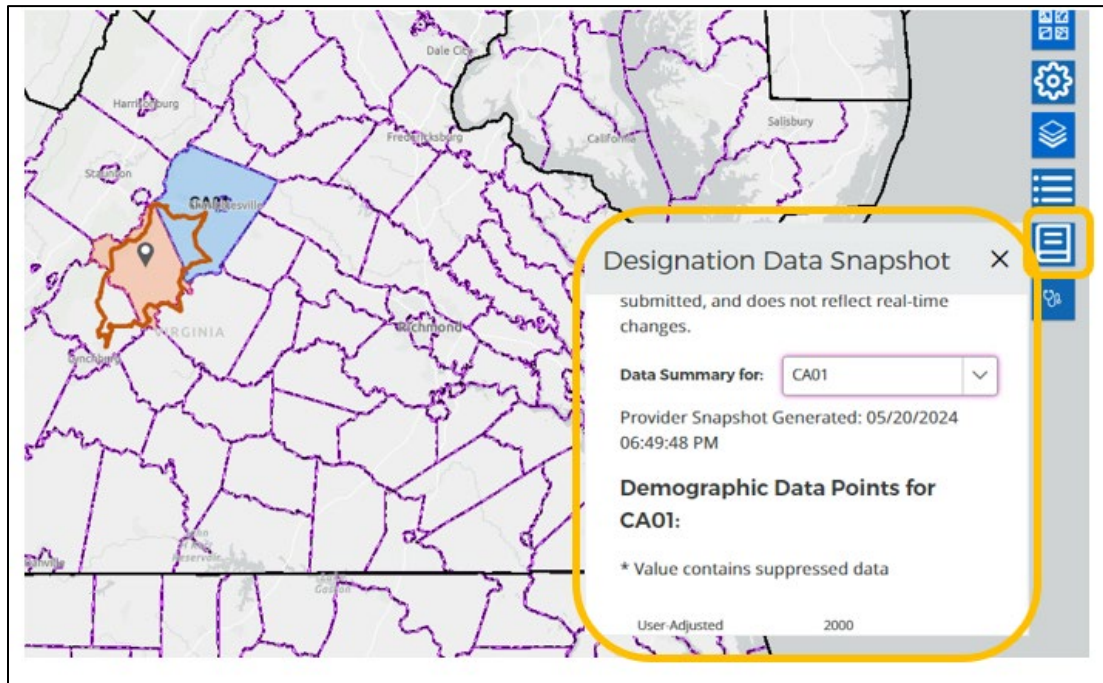 Dale City
Harrisonburg
Fredericksburg
California
Salisbury
Staunton
CA01
Charlottesville
VIRGINIA
Richmond
Lynchburg
Designation Data Snapshot
submitted, and does not reflect real-time
changes.
Data Summary for: CA01
Provider Snapshot Generated: 05/20/2024
06:49:48 PM
Demographic Data Points for
CA01:
* Value contains suppressed data
User-Adjusted 2000
Reservoir
Gaston